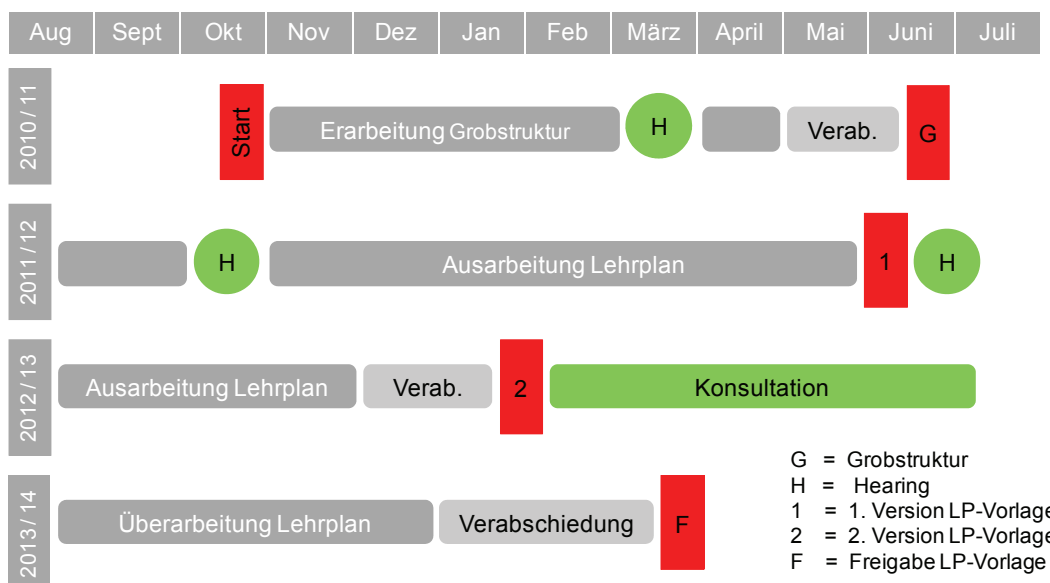 Aug Sept Okt Nov Dez Jan Feb März April Mai Juni Juli
2010/11 Start Erarbeitung Grobstruktur H Verab. G
2011/12 H Ausarbeitung Lehrplan 1 H
2012/13 Ausarbeitung Lehrplan Verab. 2 Konsultation
2013/14 Überarbeitung Lehrplan Verabschiedung F
G = Grobstruktur
H = Hearing
1 = 1. Version LP-Vorlage
2 = 2. Version LP-Vorlage
F = Freigabe LP-Vorlage